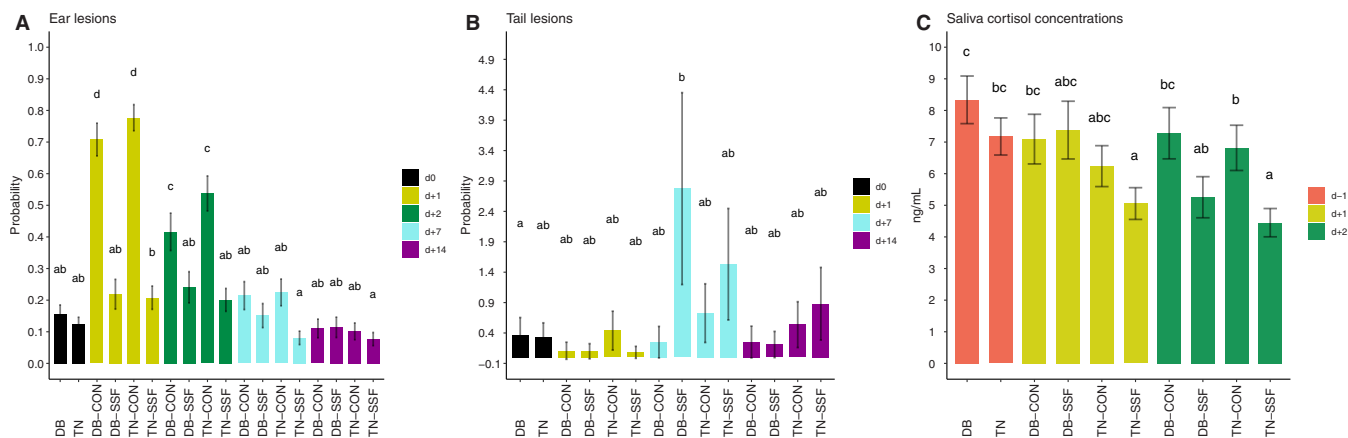 A Ear lesions
1.0
0.9
0.8
0.7
0.6
0.5
0.4
0.3
0.2
0.1
0.0
Probability
ab ab d ab d b c ab c ab ab ab ab a ab ab ab a
DB TN DB−CON DB−SSF TN−CON TN−SSF DB−CON DB−SSF TN−CON TN−SSF DB−CON DB−SSF TN−CON TN−SSF DB−CON DB−SSF TN−CON TN−SSF
d0
d+1
d+2
d+7
d+14
B Tail lesions
4.9
4.4
3.9
3.4
2.9
2.4
1.9
1.4
0.9
0.4
−0.1
Probability
a ab ab ab ab ab ab b ab ab ab ab ab ab
DB TN DB−CON DB−SSF TN−CON TN−SSF DB−CON DB−SSF TN−CON TN−SSF DB−CON DB−SSF TN−CON TN−SSF
d0
d+1
d+7
d+14
C Saliva cortisol concentrations
10
9
8
7
6
5
4
3
2
1
0
ng/mL
c bc bc abc abc a bc ab b a
DB TN DB−CON DB−SSF TN−CON TN−SSF DB−CON DB−SSF TN−CON TN−SSF
d−1
d+1
d+2